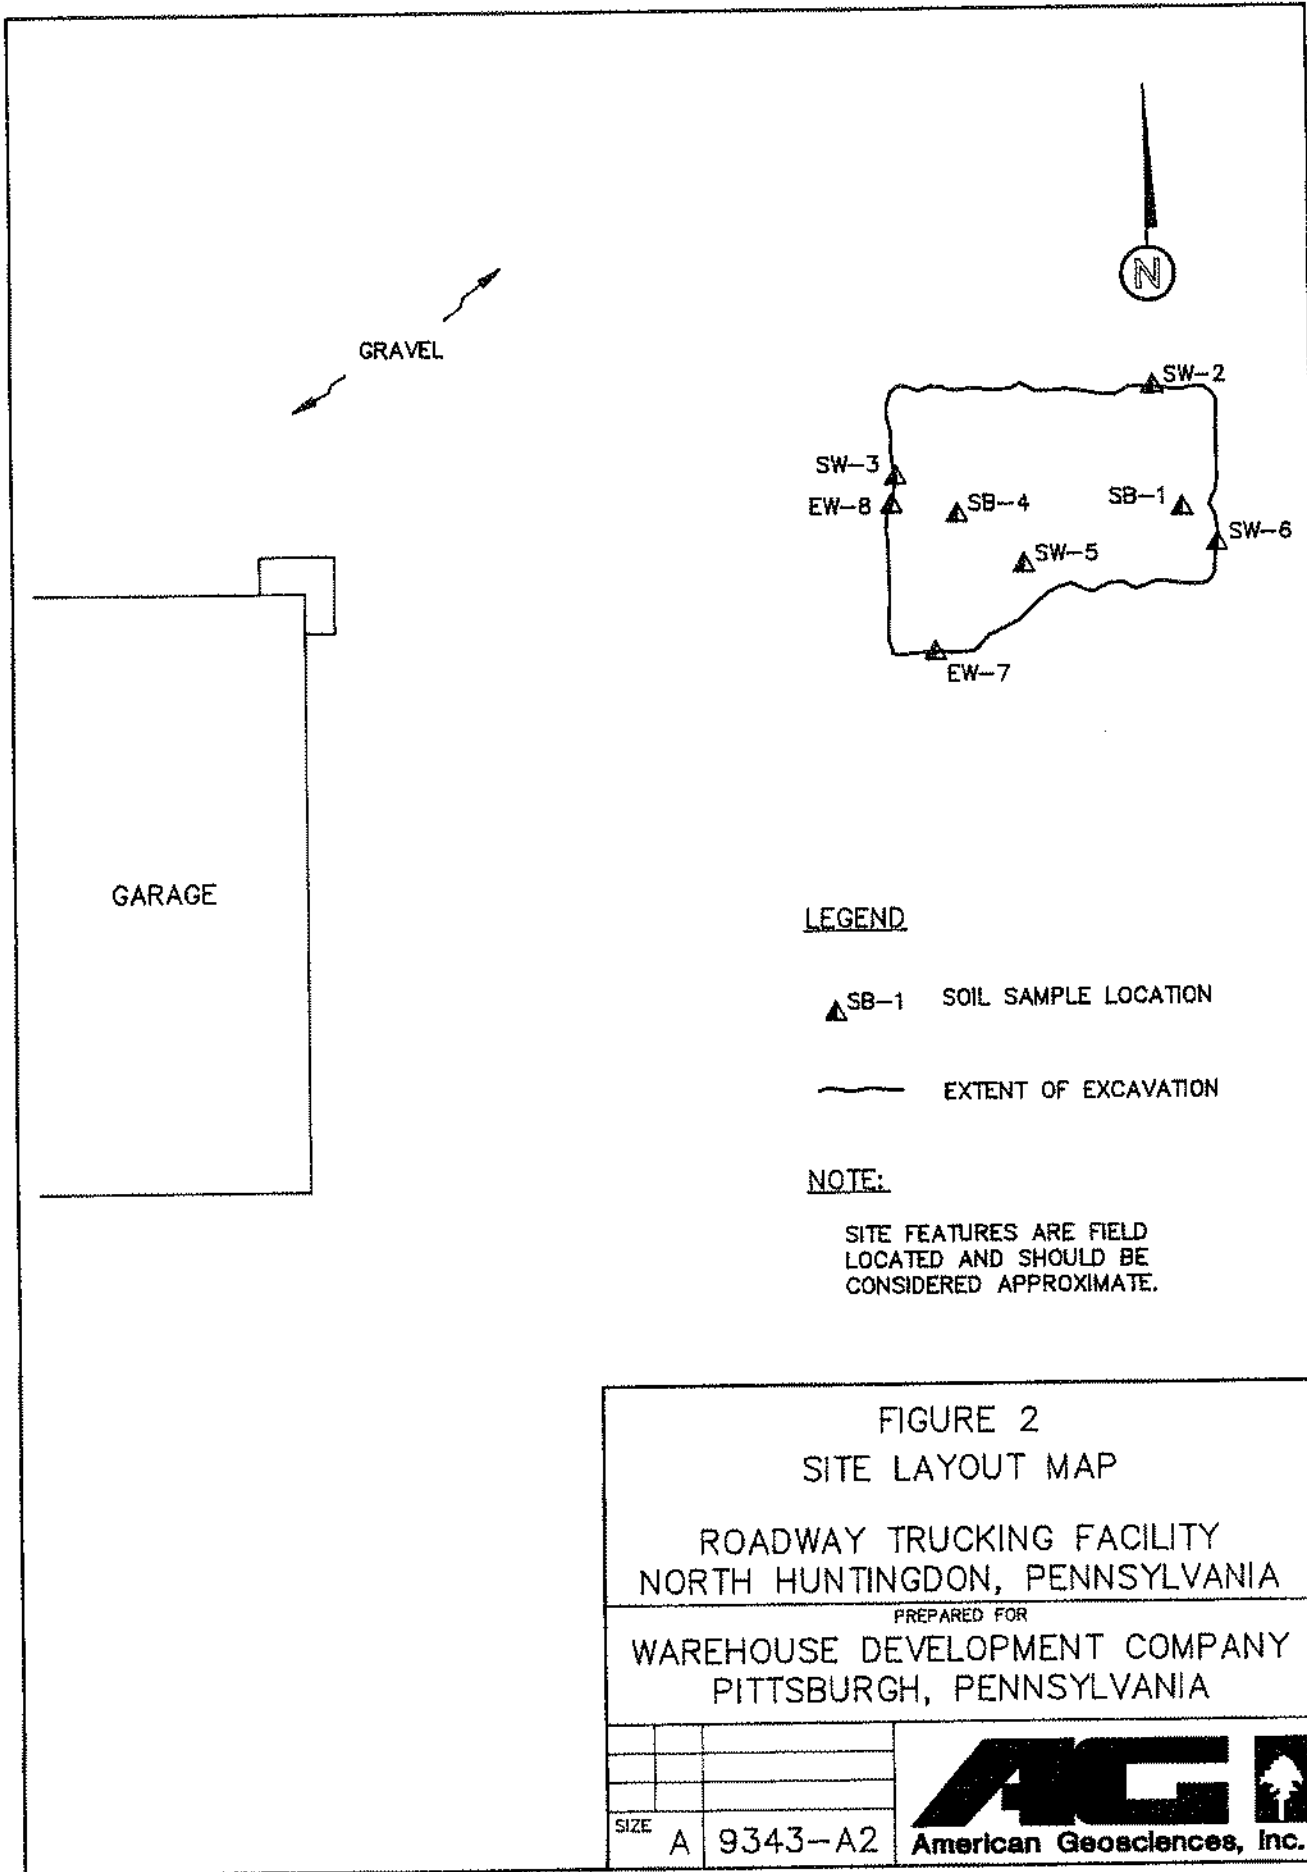 N
GRAVEL
SW-2
SW-3
EW-8
SB-4
SB-1
SW-6
SW-5
EW-7
GARAGE
LEGEND
SB-1 SOIL SAMPLE LOCATION
EXTENT OF EXCAVATION
NOTE:
SITE FEATURES ARE FIELD
LOCATED AND SHOULD BE
CONSIDERED APPROXIMATE.
FIGURE 2
SITE LAYOUT MAP
ROADWAY TRUCKING FACILITY
NORTH HUNTINGDON, PENNSYLVANIA
PREPARED FOR
WAREHOUSE DEVELOPMENT COMPANY
PITTSBURGH, PENNSYLVANIA
SIZE A 9343-A2
AG
American Geosciences, Inc.